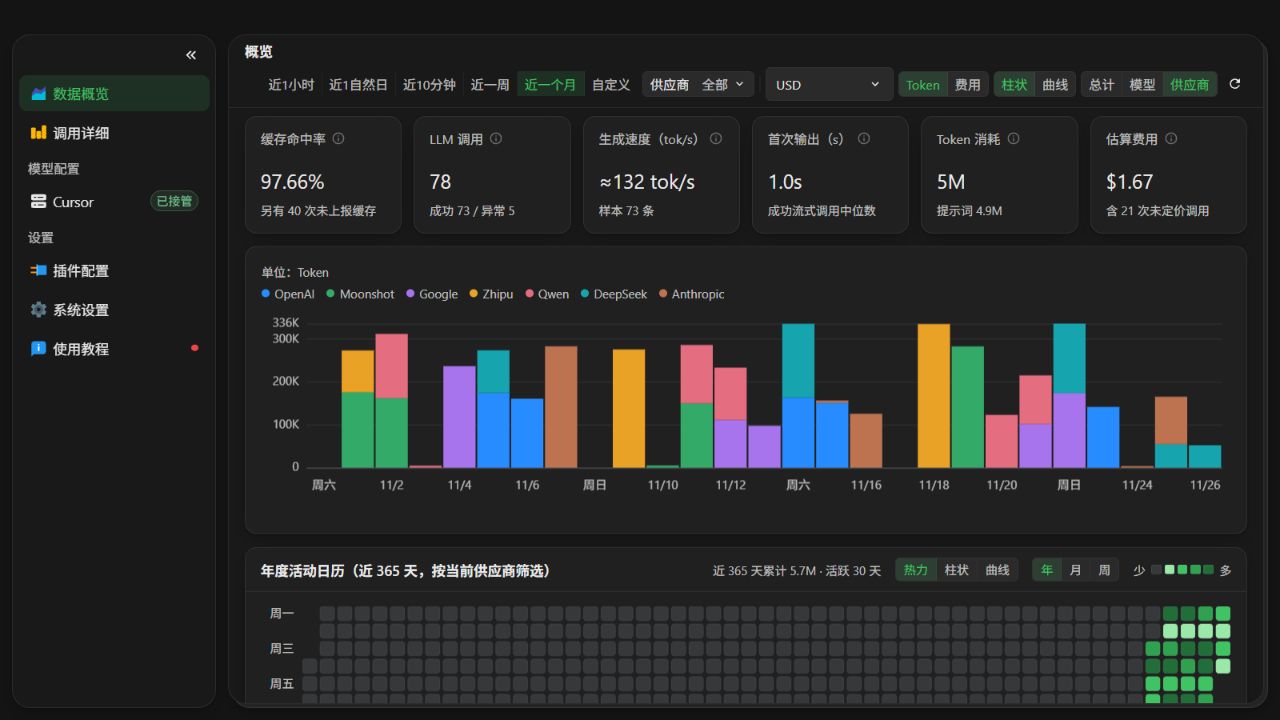 «
数据概览
调用详细
模型配置
Cursor 已接管
设置
插件配置
系统设置
使用教程
概览
近1小时 近1自然日 近10分钟 近一周 近一个月 自定义 供应商 全部 USD Token 费用 柱状 曲线 总计 模型 供应商
缓存命中率
97.66%
另有 40 次未上报缓存
LLM 调用
78
成功 73 / 异常 5
生成速度（tok/s）
≈132 tok/s
样本 73 条
首次输出（s）
1.0s
成功流式调用中位数
Token 消耗
5M
提示词 4.9M
估算费用
$1.67
含 21 次未定价调用
单位：Token
OpenAI Moonshot Google Zhipu Qwen DeepSeek Anthropic
336K
300K
200K
100K
0
周六 11/2 11/4 11/6 周日 11/10 11/12 周六 11/16 11/18 11/20 周日 11/24 11/26
年度活动日历（近 365 天，按当前供应商筛选） 近 365 天累计 5.7M · 活跃 30 天 热力 柱状 曲线 年 月 周 少 多
周一
周三
周五